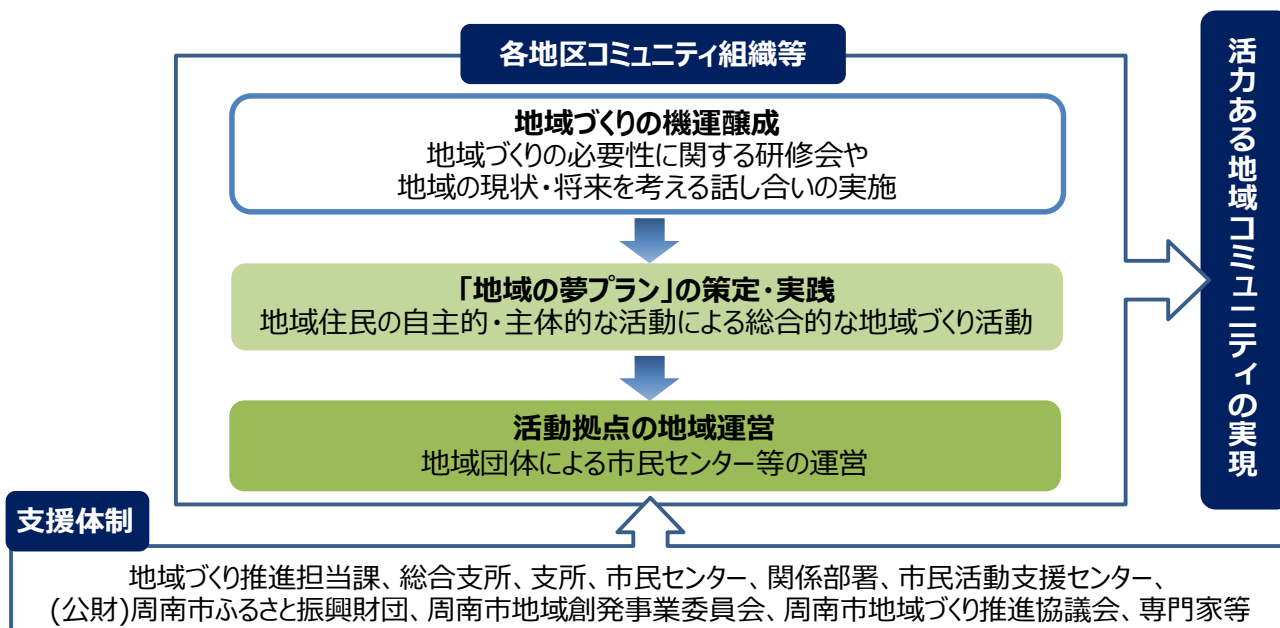 各地区コミュニティ組織等
地域づくりの機運醸成
地域づくりの必要性に関する研修会や
地域の現状・将来を考える話し合いの実施
「地域の夢プラン」の策定・実践
地域住民の自主的・主体的な活動による総合的な地域づくり活動
活動拠点の地域運営
地域団体による市民センター等の運営
活力ある地域コミュニティの実現
支援体制
地域づくり推進担当課、総合支所、支所、市民センター、関係部署、市民活動支援センター、
(公財)周南市ふるさと振興財団、周南市地域創発事業委員会、周南市地域づくり推進協議会、専門家等